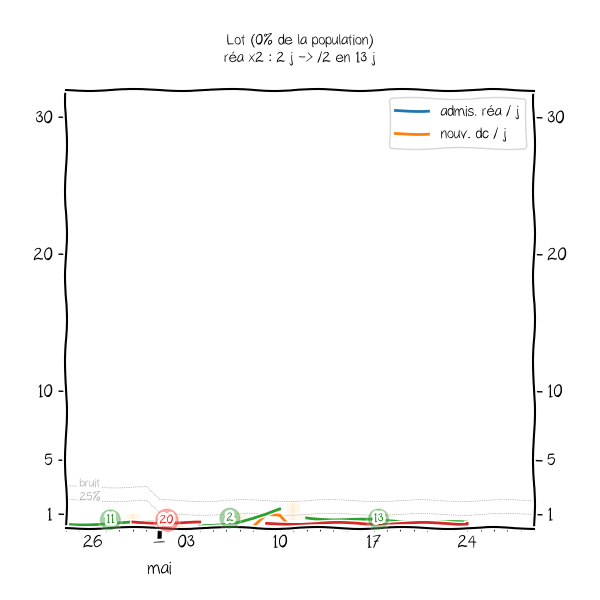 Lot (0% de la population)
réa x2 : 2 j -> /2 en 13 j
admis. réa / j
nouv. dc / j
30 30
20 20
10 10
5 5
bruit
25%
1 11 20 2 13 1
26 1 03 10 17 24
mai